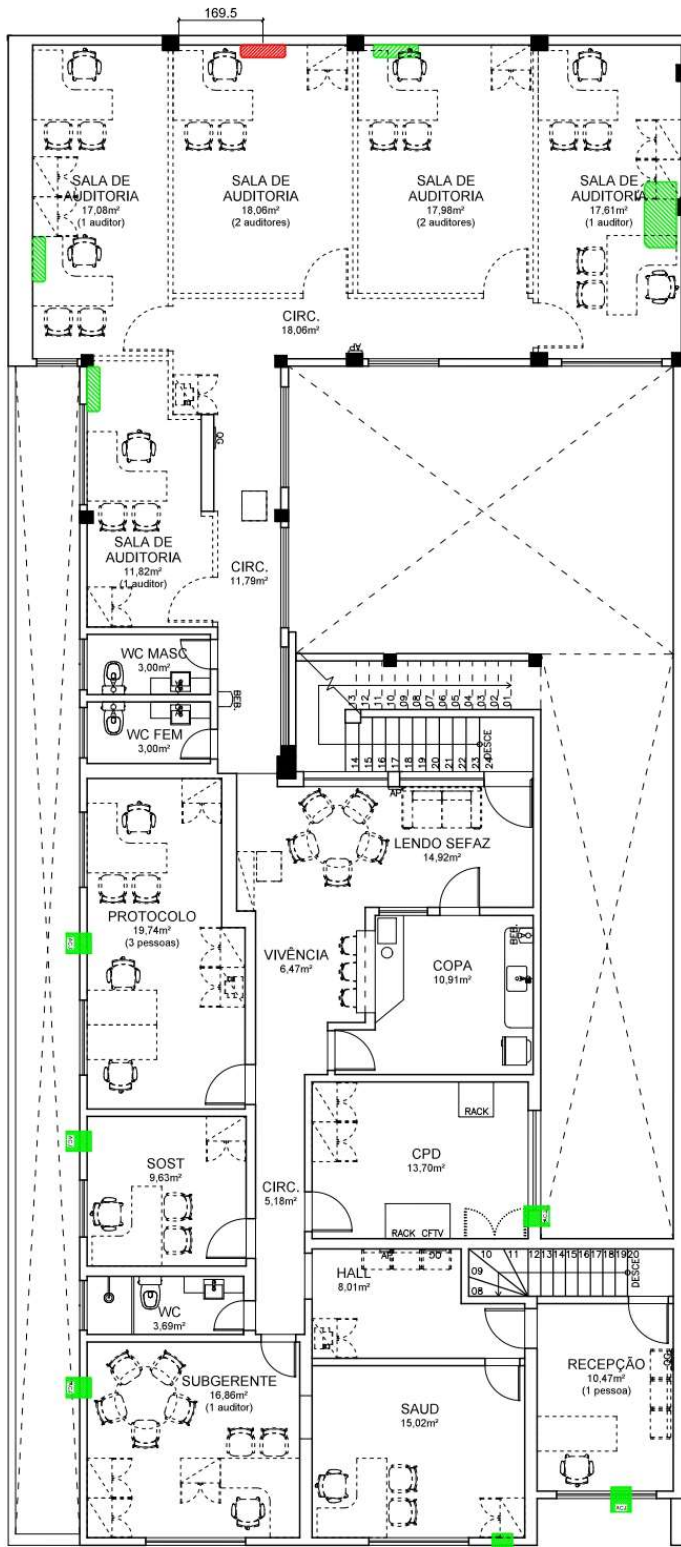 169.5
SALA DE
AUDITORIA
17,08m²
(1 auditor)
SALA DE
AUDITORIA
18,06m²
(2 auditores)
SALA DE
AUDITORIA
17,98m²
(2 auditores)
SALA DE
AUDITORIA
17,61m²
(1 auditor)
CIRC.
18,06m²
AP
QG
SALA DE
AUDITORIA
11,82m²
(1 auditor)
CIRC.
11,79m²
WC MASC
3,00m²
BEB.
WC FEM
3,00m²
13 12 11 10 09 08 07 06 05 04 03 02 01
14 15 16 17 18 19 20 21 22 23 24
DESCE
AP
LENDO SEFAZ
14,92m²
PROTOCOLO
19,74m²
(3 pessoas)
VIVÊNCIA
6,47m²
COPA
10,91m²
BEB.
RACK
CPD
13,70m²
RACK CFTV
SOST
9,63m²
CIRC.
5,18m²
ACJ
AP
QG
HALL
8,01m²
10 11 12 13 14 15 16 17 18 19 20
09
08
DESCE
WC
3,69m²
SUBGERENTE
16,86m²
(1 auditor)
SAUD
15,02m²
RECEPÇÃO
10,47m²
(1 pessoa)
QG
ACJ